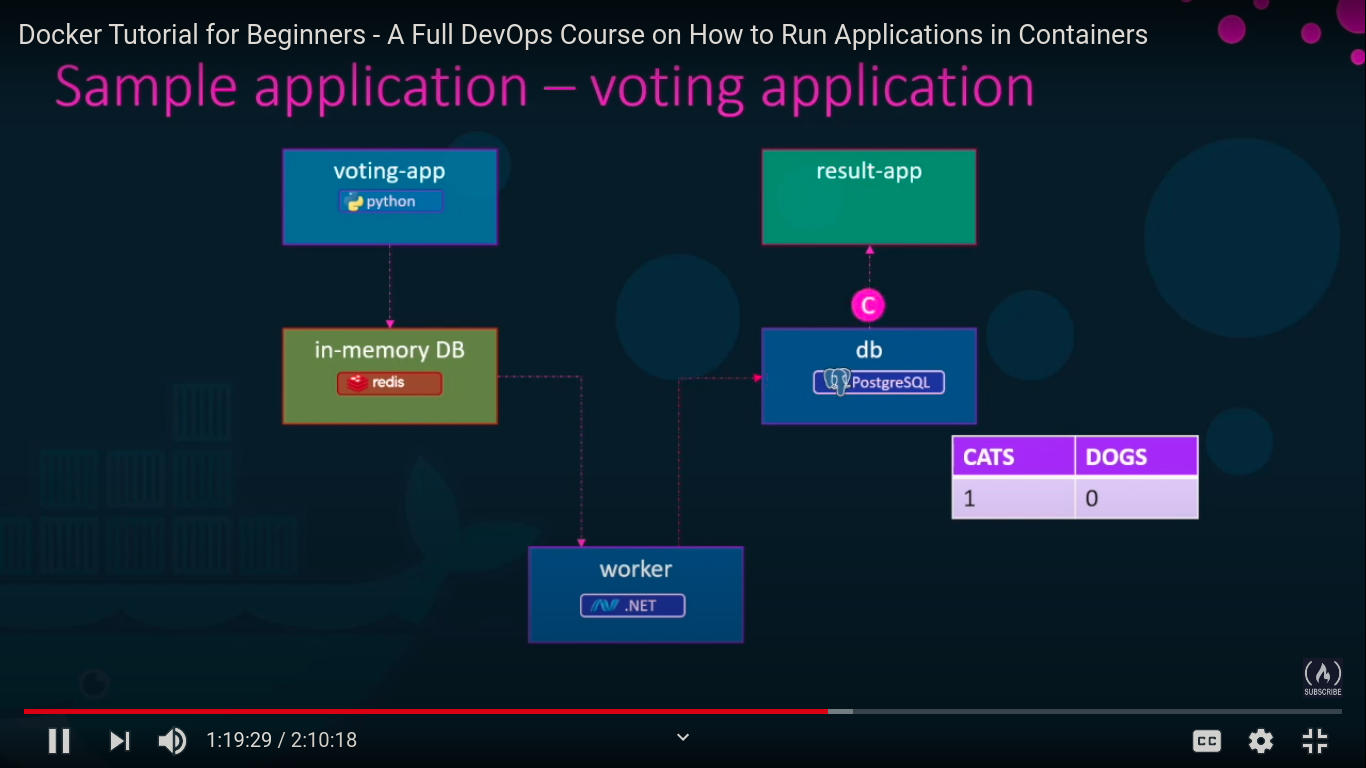 Docker Tutorial for Beginners - A Full DevOps Course on How to Run Applications in Containers
Sample application – voting application
voting-app
python
result-app
C
in-memory DB
redis
db
PostgreSQL
CATS DOGS
1 0
worker
.NET
SUBSCRIBE
1:19:29 / 2:10:18
CC